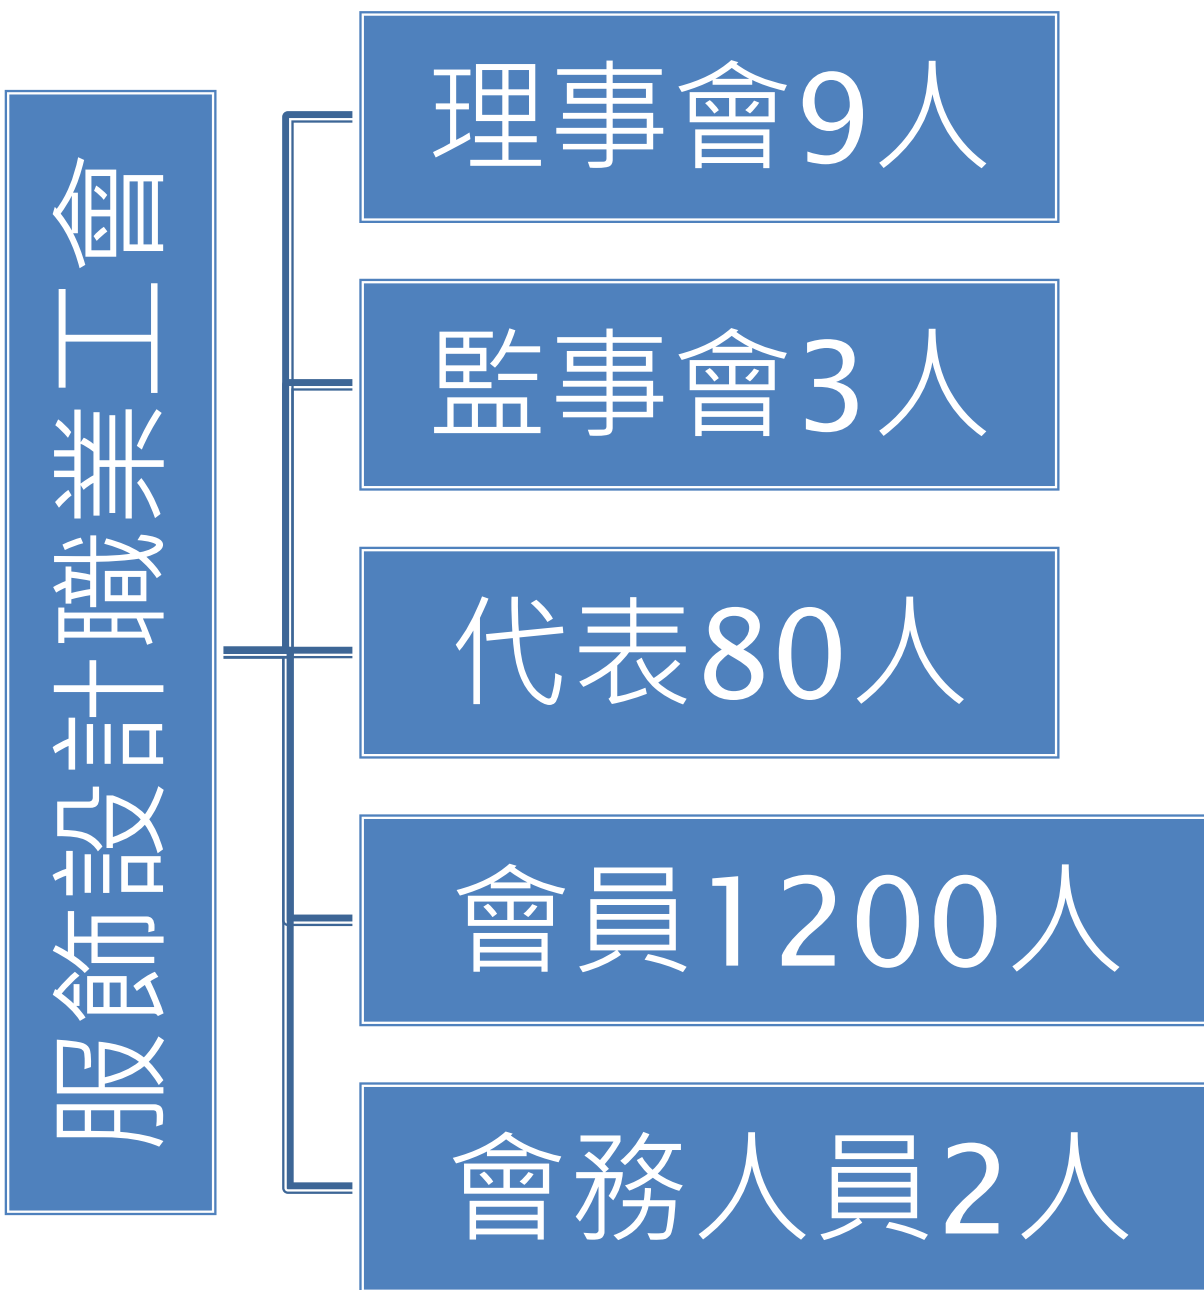 服飾設計職業工會
理事會9人
監事會3人
代表80人
會員1200人
會務人員2人